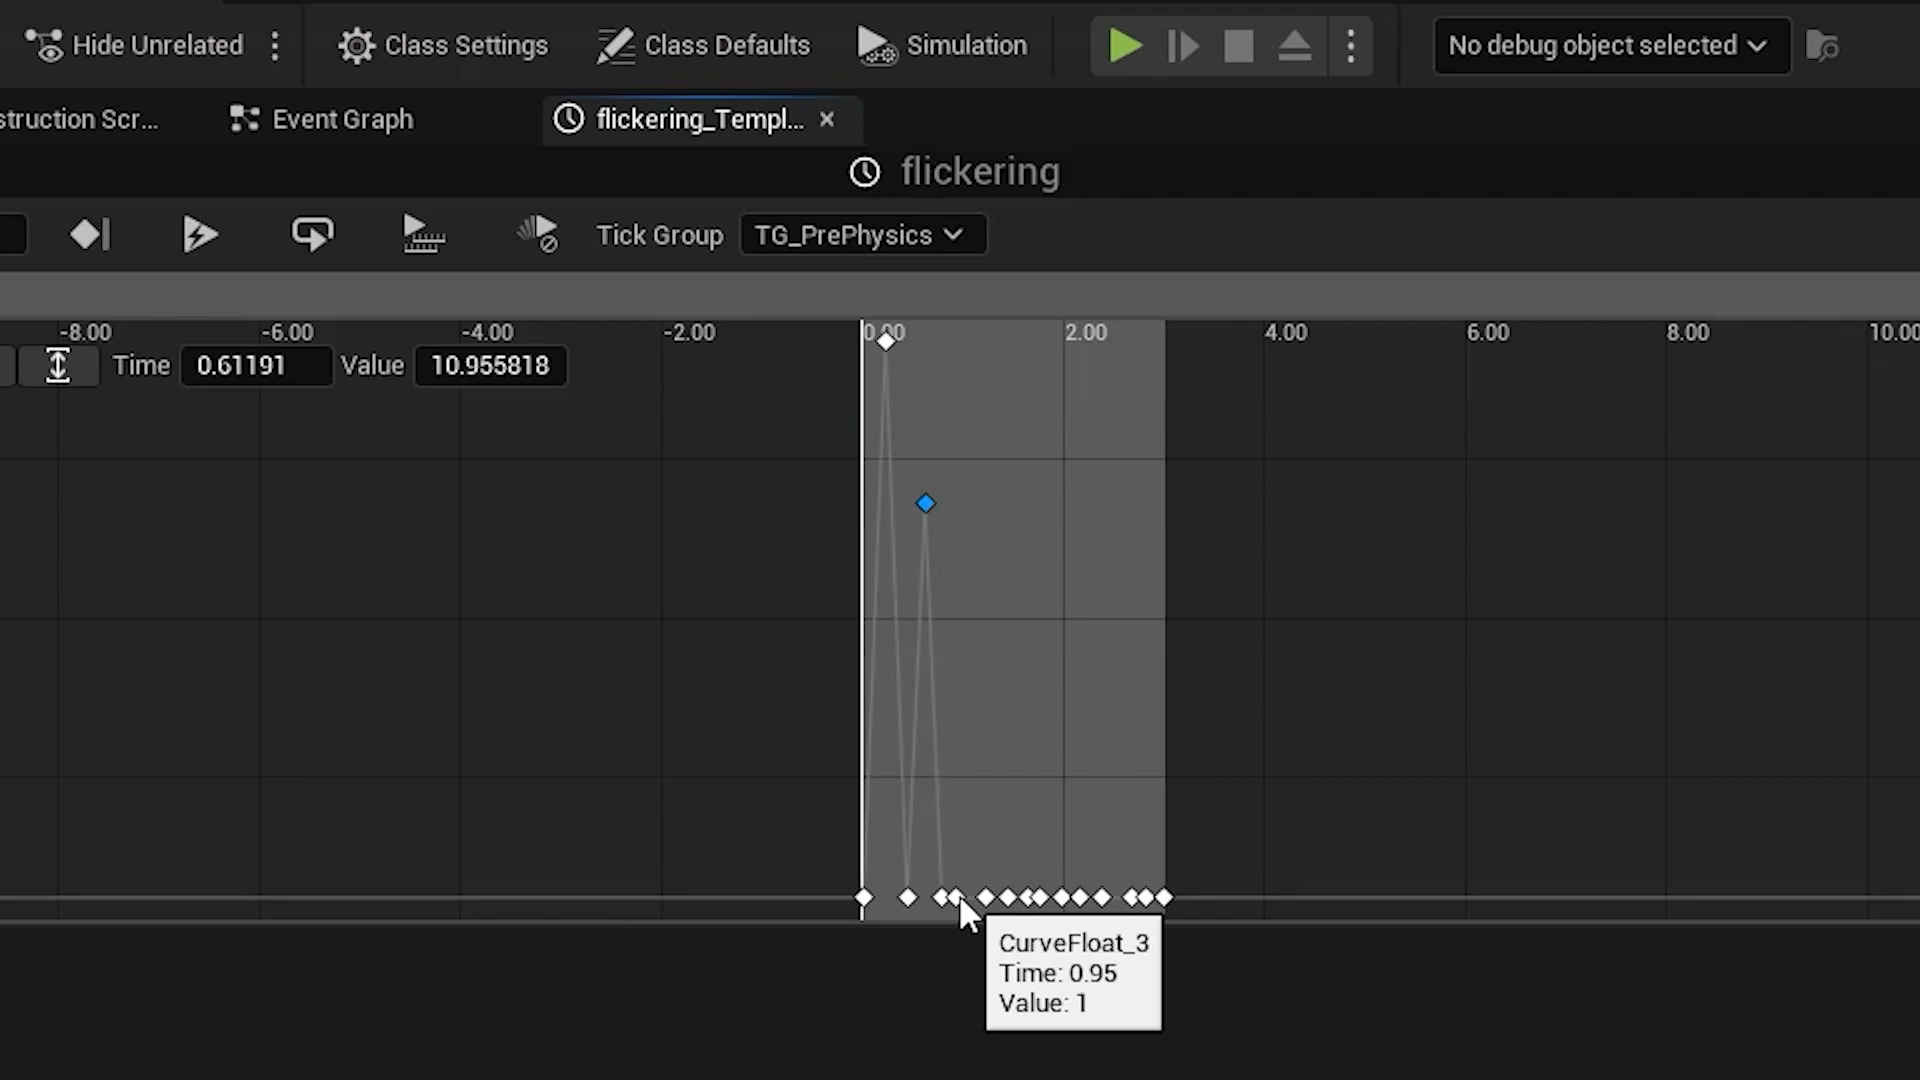 Hide Unrelated
Class Settings
Class Defaults
Simulation
No debug object selected
struction Scr...
Event Graph
flickering_Templ...
flickering
Tick Group
TG_PrePhysics
-8.00
-6.00
-4.00
-2.00
0.00
2.00
4.00
6.00
8.00
10.00
Time
0.61191
Value
10.955818
CurveFloat_3
Time: 0.95
Value: 1